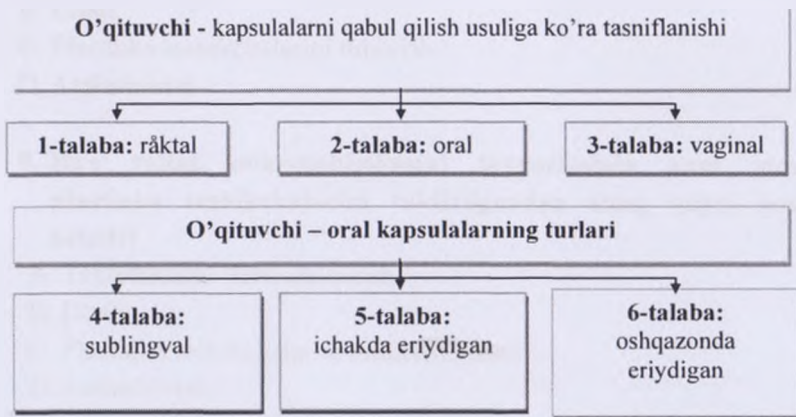 O’qituvchi - kapsulalarni qabul qilish usuliga ko’ra tasniflanishi
1-talaba: råktal
2-talaba: oral
3-talaba: vaginal
O’qituvchi – oral kapsulalarning turlari
4-talaba:
sublingval
5-talaba:
ichakda eriydigan
6-talaba:
oshqazonda
eriydigan